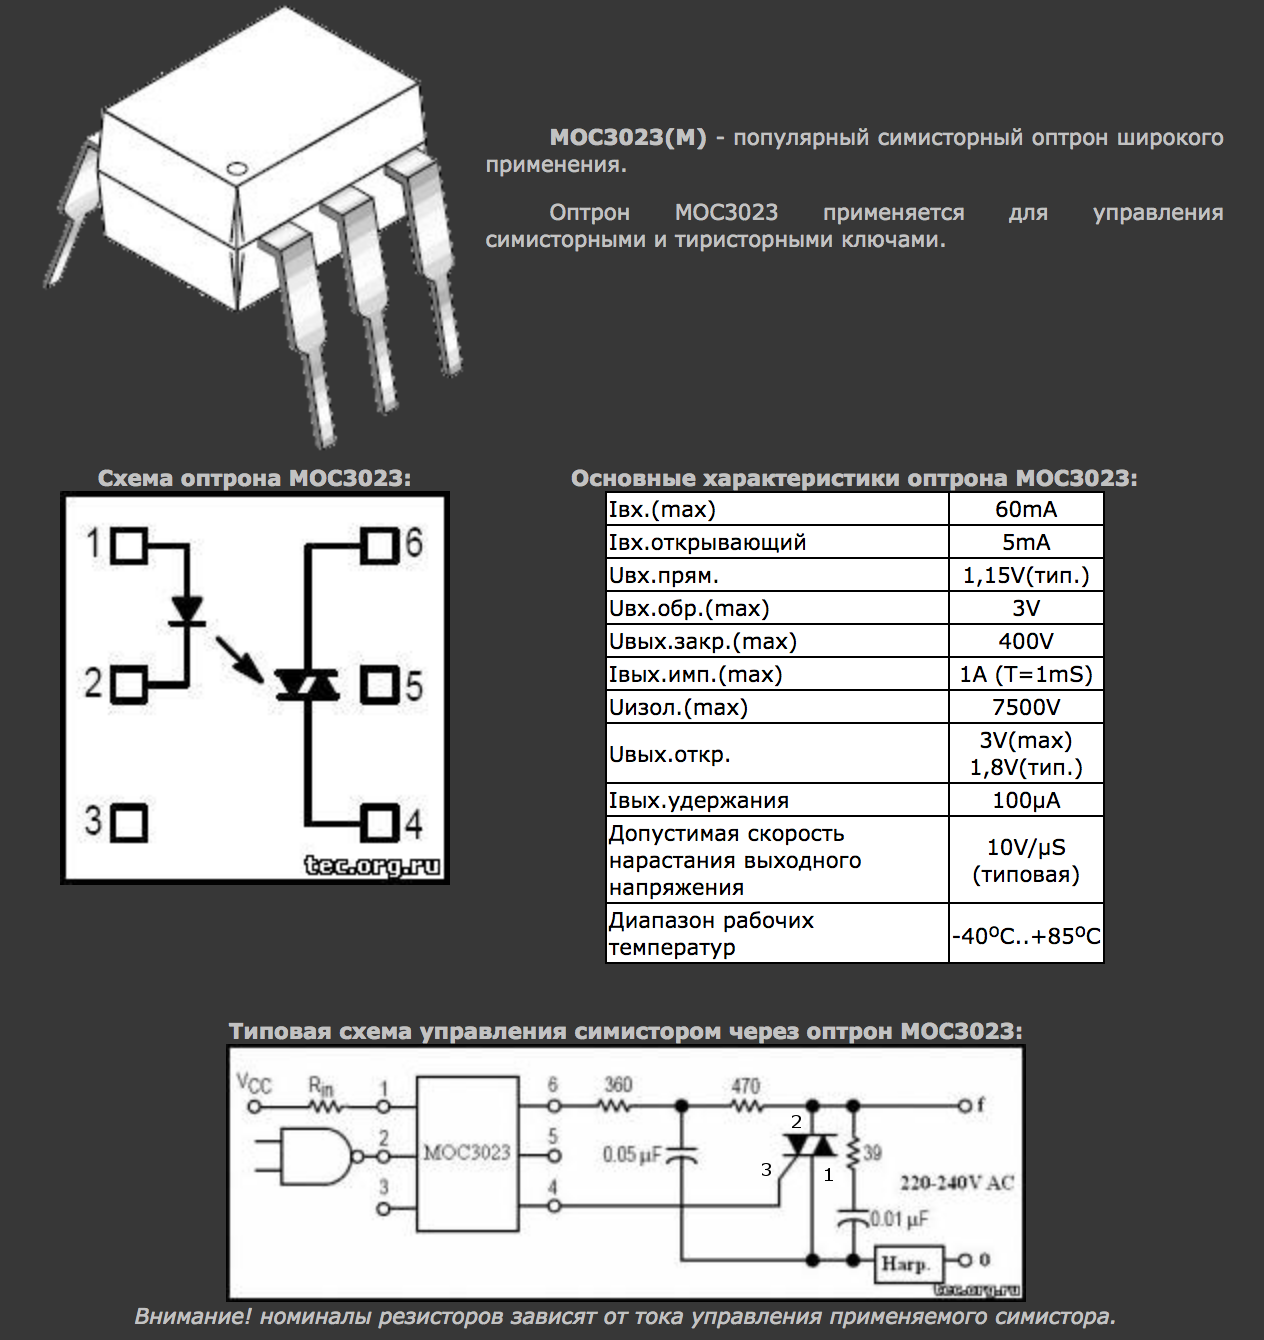 MOC3023(M) - популярный симисторный оптрон широкого
применения.
Оптрон MOC3023 применяется для управления
симисторными и тиристорными ключами.
Схема оптрона MOC3023:
1
6
2
5
3
4
tec.org.ru
Основные характеристики оптрона MOC3023:
Iвх.(max) 60mA
Iвх.открывающий 5mA
Uвх.прям. 1,15V(тип.)
Uвх.обр.(max) 3V
Uвых.закр.(max) 400V
Iвых.имп.(max) 1A (T=1mS)
Uизол.(max) 7500V
Uвых.откр. 3V(max)
1,8V(тип.)
Iвых.удержания 100µA
Допустимая скорость
нарастания выходного
напряжения
10V/µS
(типовая)
Диапазон рабочих
температур
-40ºC..+85ºC
Типовая схема управления симистором через оптрон MOC3023:
VCC Rin 1 6 360 470 f
2 MOC3023 5 0.05 µF 2 39
3 4 3 1 220-240V AC
0.01 µF
Нагр. 0
tec.org.ru
Внимание! номиналы резисторов зависят от тока управления применяемого симистора.